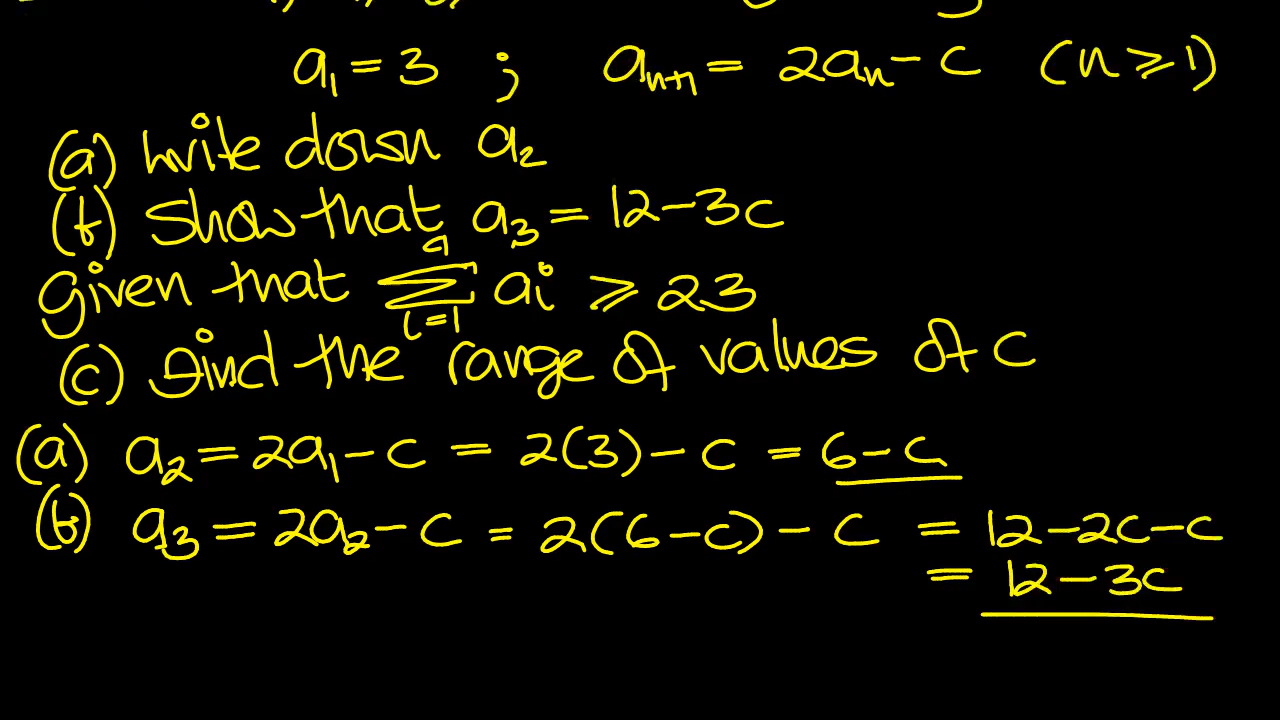 a₁ = 3 ; aₙ₊₁ = 2aₙ - c (n ⩾ 1)
(a) write down a₂
(b) show that a₃ = 12 - 3c
given that ∑ᵢ₌₁ aᵢ ⩾ 23
(c) find the range of values of c
(a) a₂ = 2a₁ - c = 2(3) - c = 6 - c
(b) a₃ = 2a₂ - c = 2(6 - c) - c = 12 - 2c - c
= 12 - 3c